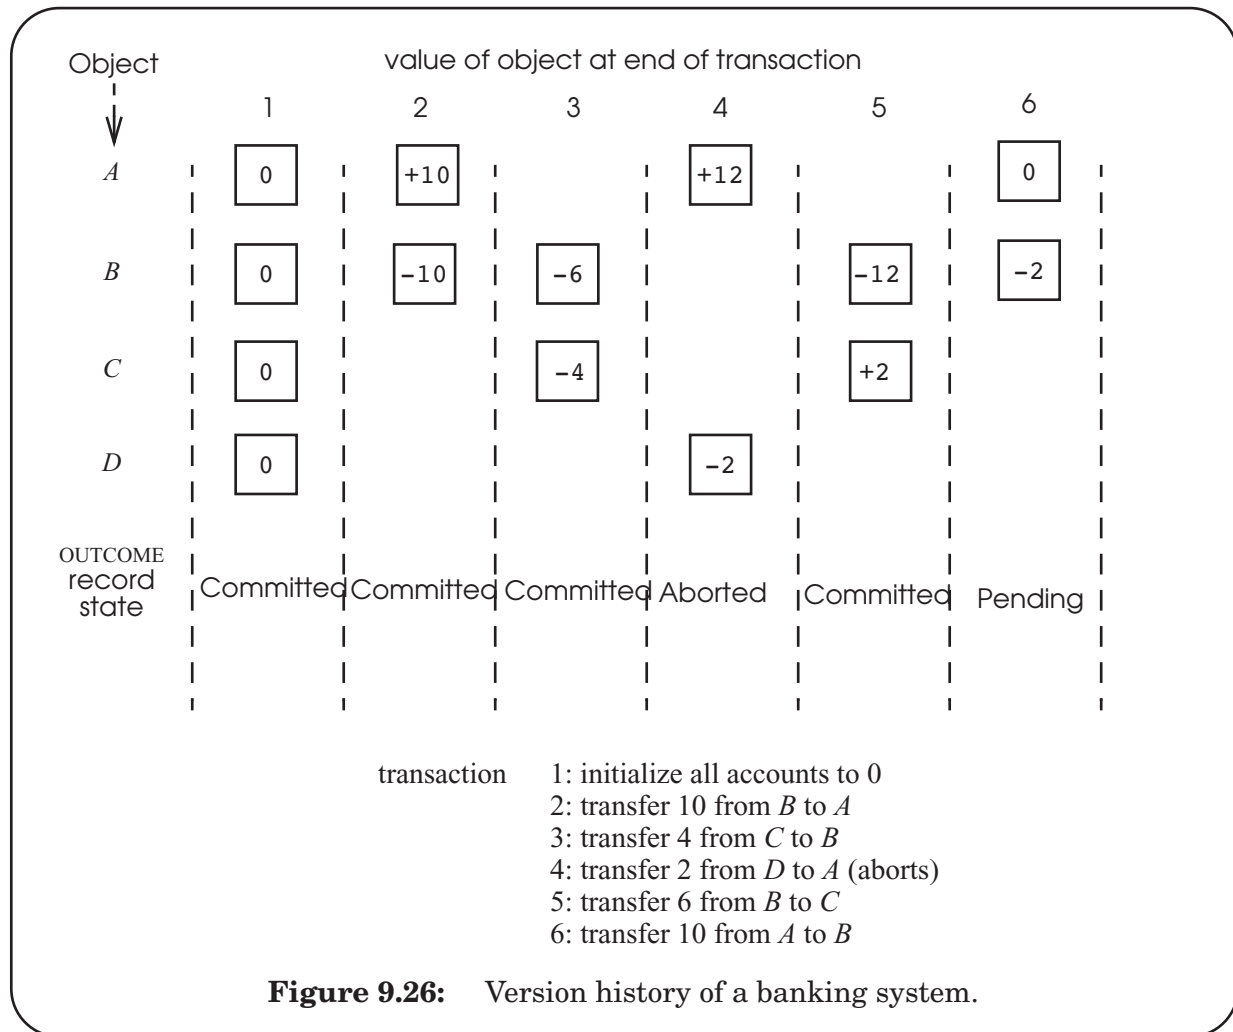 Object value of object at end of transaction
1 2 3 4 5 6
A 0 +10 +12 0
B 0 -10 -6 -12 -2
C 0 -4 +2
D 0 -2
OUTCOME
record
state
Committed Committed Committed Aborted Committed Pending
transaction 1: initialize all accounts to 0
2: transfer 10 from B to A
3: transfer 4 from C to B
4: transfer 2 from D to A (aborts)
5: transfer 6 from B to C
6: transfer 10 from A to B
Figure 9.26: Version history of a banking system.